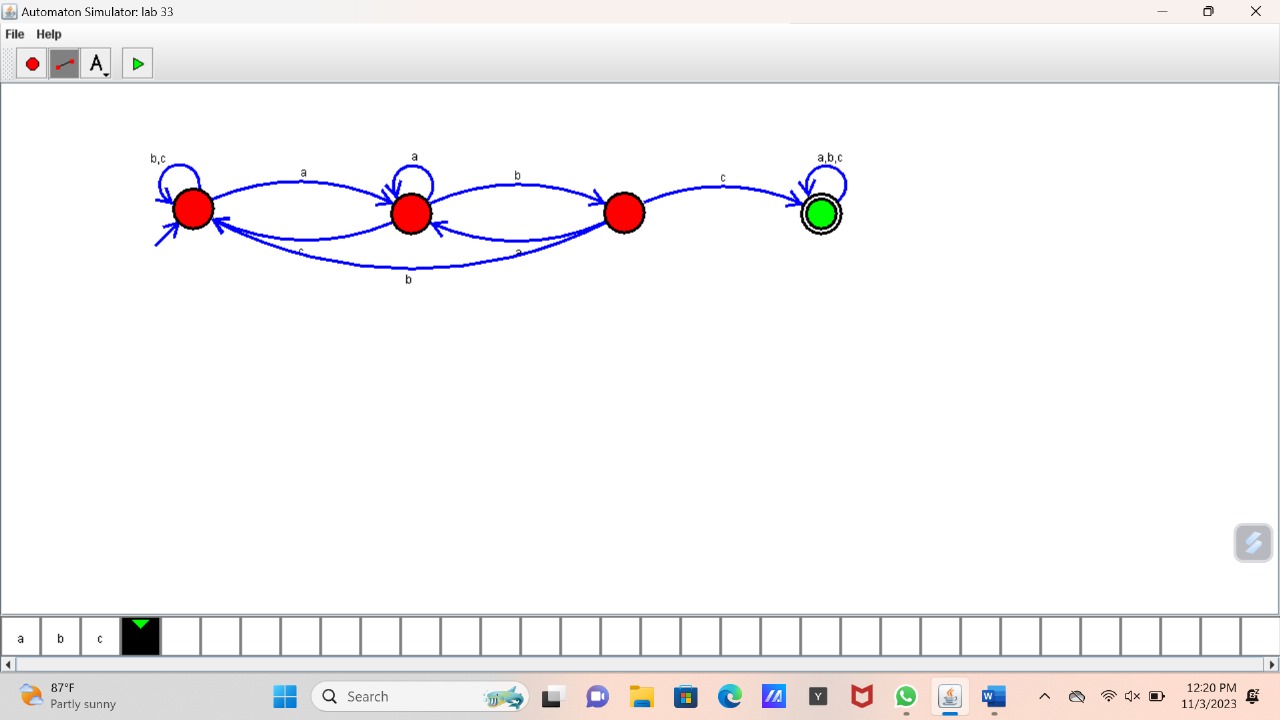 Automaton Simulator: lab 33
File Help
A
b,c
a
a
b
c
a,b,c
c
a
b
a b c
87°F
Partly sunny
Search
Y
W
12:20 PM
11/3/2023